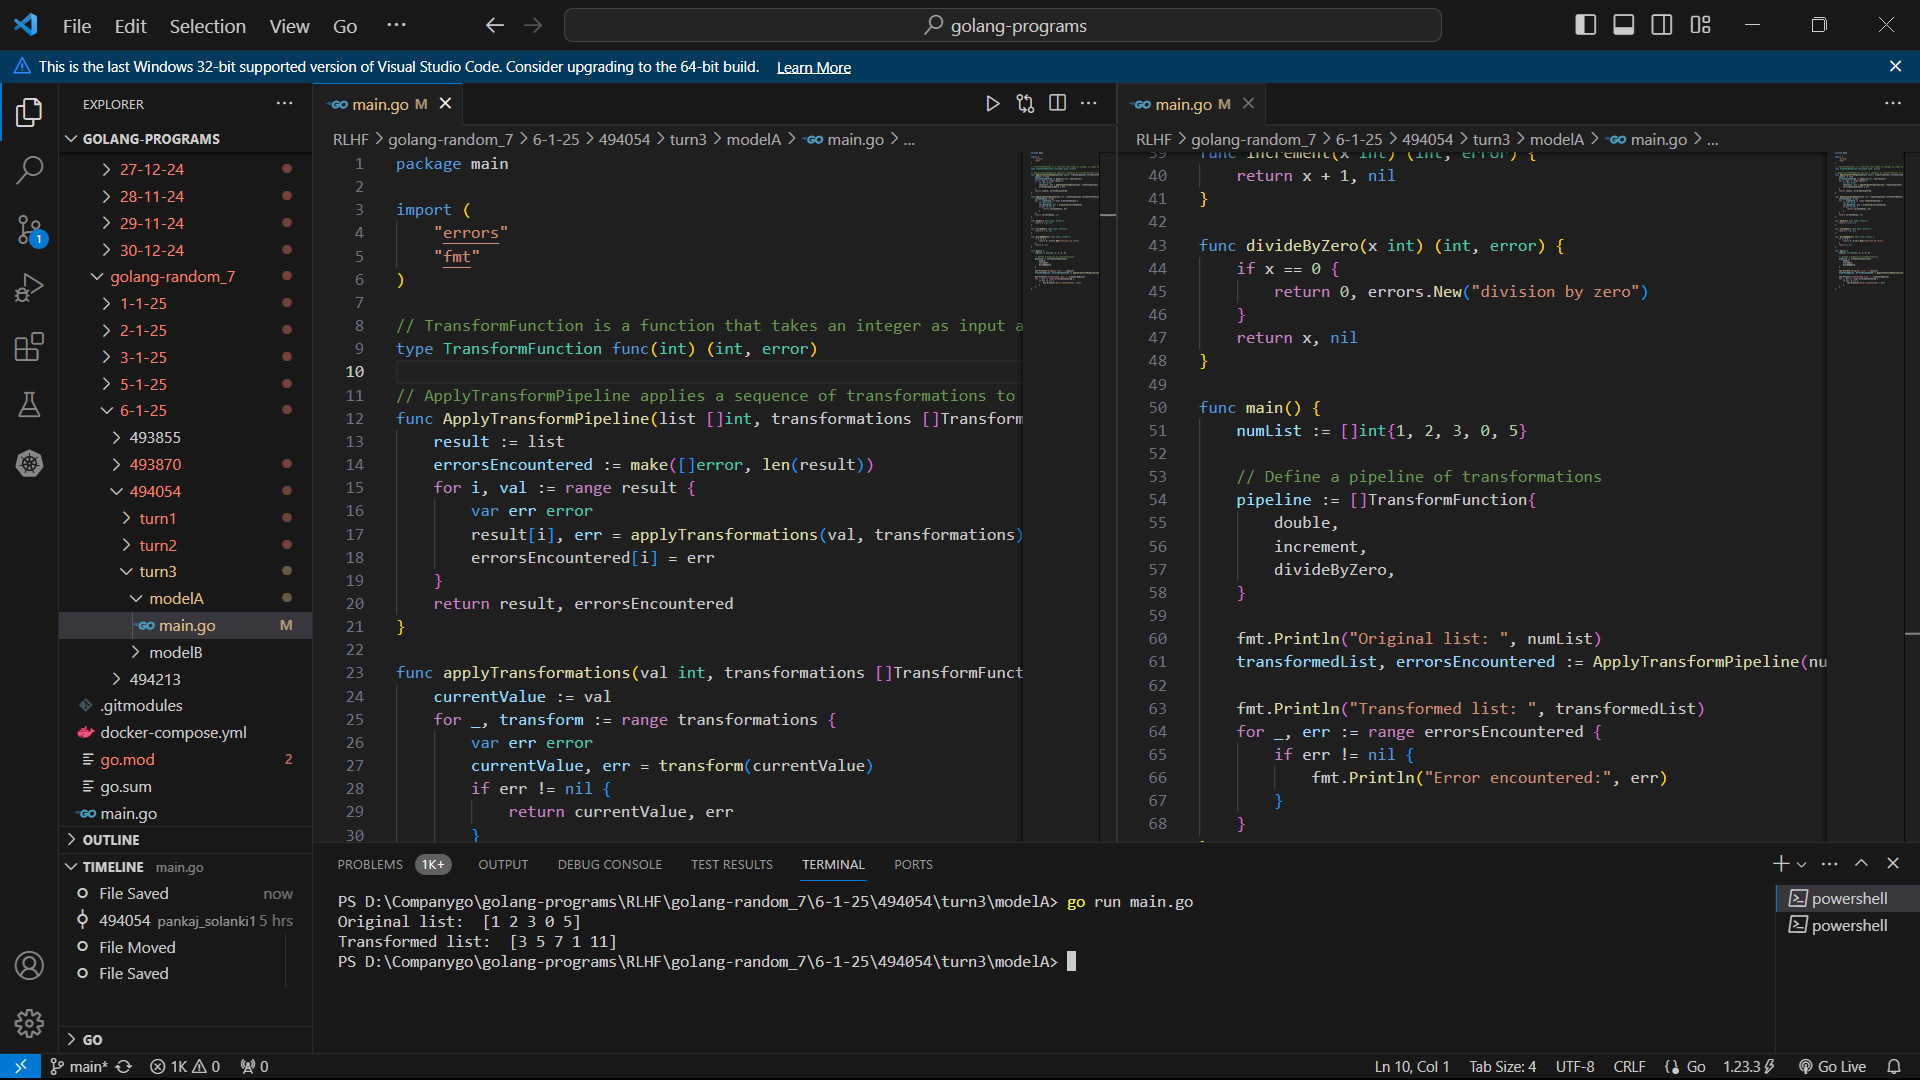 File Edit Selection View Go ··· golang-programs
This is the last Windows 32-bit supported version of Visual Studio Code. Consider upgrading to the 64-bit build. Learn More
EXPLORER
GOLANG-PROGRAMS
27-12-24
28-11-24
29-11-24
30-12-24
golang-random_7
1-1-25
2-1-25
3-1-25
5-1-25
6-1-25
493855
493870
494054
turn1
turn2
turn3
modelA
main.go M
modelB
494213
.gitmodules
docker-compose.yml
go.mod 2
go.sum
main.go
OUTLINE
TIMELINE main.go
File Saved now
494054 pankaj_solanki1 5 hrs
File Moved
File Saved
GO
1
main.go M
RLHF > golang-random_7 > 6-1-25 > 494054 > turn3 > modelA > main.go > ...
1 package main
2
3 import (
4 "errors"
5 "fmt"
6 )
7
8 // TransformFunction is a function that takes an integer as input a
9 type TransformFunction func(int) (int, error)
10
11 // ApplyTransformPipeline applies a sequence of transformations to
12 func ApplyTransformPipeline(list []int, transformations []Transform
13 result := list
14 errorsEncountered := make([]error, len(result))
15 for i, val := range result {
16 var err error
17 result[i], err = applyTransformations(val, transformations)
18 errorsEncountered[i] = err
19 }
20 return result, errorsEncountered
21 }
22
23 func applyTransformations(val int, transformations []TransformFunct
24 currentValue := val
25 for _, transform := range transformations {
26 var err error
27 currentValue, err = transform(currentValue)
28 if err != nil {
29 return currentValue, err
30 }
main.go M
RLHF > golang-random_7 > 6-1-25 > 494054 > turn3 > modelA > main.go > ...
39 func increment(x int) (int, error) {
40 return x + 1, nil
41 }
42
43 func divideByZero(x int) (int, error) {
44 if x == 0 {
45 return 0, errors.New("division by zero")
46 }
47 return x, nil
48 }
49
50 func main() {
51 numList := []int{1, 2, 3, 0, 5}
52
53 // Define a pipeline of transformations
54 pipeline := []TransformFunction{
55 double,
56 increment,
57 divideByZero,
58 }
59
60 fmt.Println("Original list: ", numList)
61 transformedList, errorsEncountered := ApplyTransformPipeline(nu
62
63 fmt.Println("Transformed list: ", transformedList)
64 for _, err := range errorsEncountered {
65 if err != nil {
66 fmt.Println("Error encountered:", err)
67 }
68 }
PROBLEMS 1K+ OUTPUT DEBUG CONSOLE TEST RESULTS TERMINAL PORTS
PS D:\Companygo\golang-programs\RLHF\golang-random_7\6-1-25\494054\turn3\modelA> go run main.go
Original list:  [1 2 3 0 5]
Transformed list:  [3 5 7 1 11]
PS D:\Companygo\golang-programs\RLHF\golang-random_7\6-1-25\494054\turn3\modelA>
powershell
powershell
main* 1K 0 0 Ln 10, Col 1 Tab Size: 4 UTF-8 CRLF Go 1.23.3 Go Live